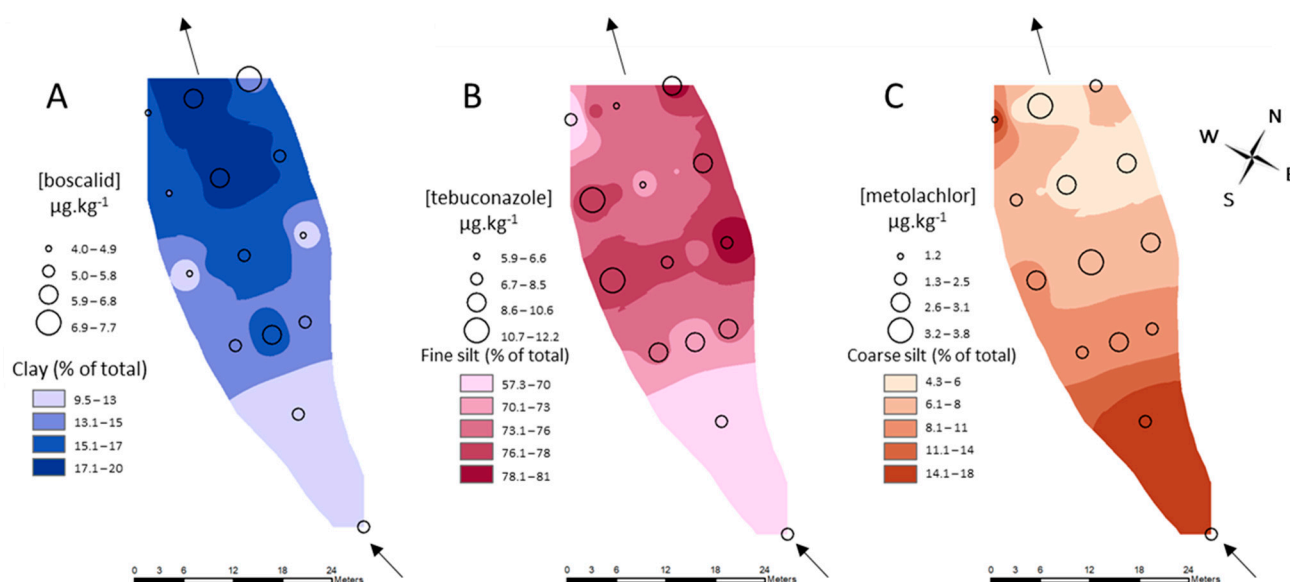 A
[boscalid]
µg.kg-1
4.0–4.9
5.0–5.8
5.9–6.8
6.9–7.7
Clay (% of total)
9.5–13
13.1–15
15.1–17
17.1–20
0 3 6 12 18 24
Meters
B
[tebuconazole]
µg.kg-1
5.9–6.6
6.7–8.5
8.6–10.6
10.7–12.2
Fine silt (% of total)
57.3–70
70.1–73
73.1–76
76.1–78
78.1–81
0 3 6 12 18 24
Meters
C
[metolachlor]
µg.kg-1
1.2
1.3–2.5
2.6–3.1
3.2–3.8
Coarse silt (% of total)
4.3–6
6.1–8
8.1–11
11.1–14
14.1–18
0 3 6 12 18 24
Meters
N
W
E
S